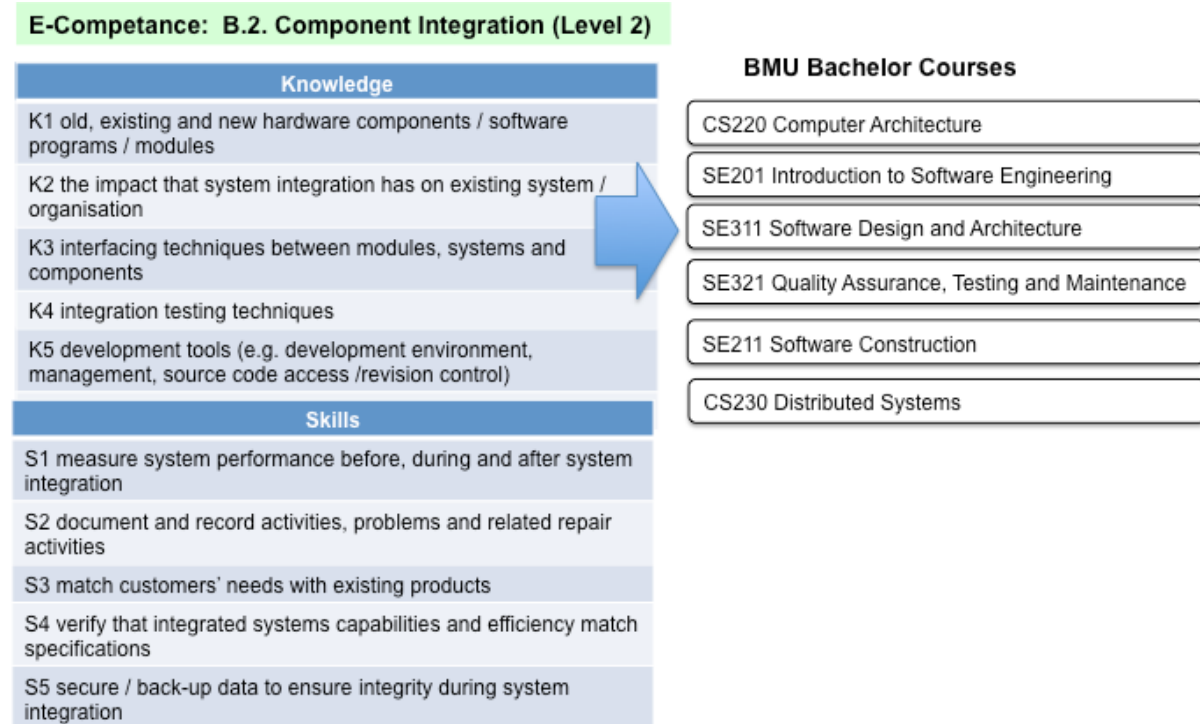 E-Competance:  B.2. Component Integration (Level 2)
Knowledge
K1 old, existing and new hardware components / software
programs / modules
K2 the impact that system integration has on existing system /
organisation
K3 interfacing techniques between modules, systems and
components
K4 integration testing techniques
K5 development tools (e.g. development environment,
management, source code access /revision control)
Skills
S1 measure system performance before, during and after system
integration
S2 document and record activities, problems and related repair
activities
S3 match customers’ needs with existing products
S4 verify that integrated systems capabilities and efficiency match
specifications
S5 secure / back-up data to ensure integrity during system
integration
BMU Bachelor Courses
CS220 Computer Architecture
SE201 Introduction to Software Engineering
SE311 Software Design and Architecture
SE321 Quality Assurance, Testing and Maintenance
SE211 Software Construction
CS230 Distributed Systems